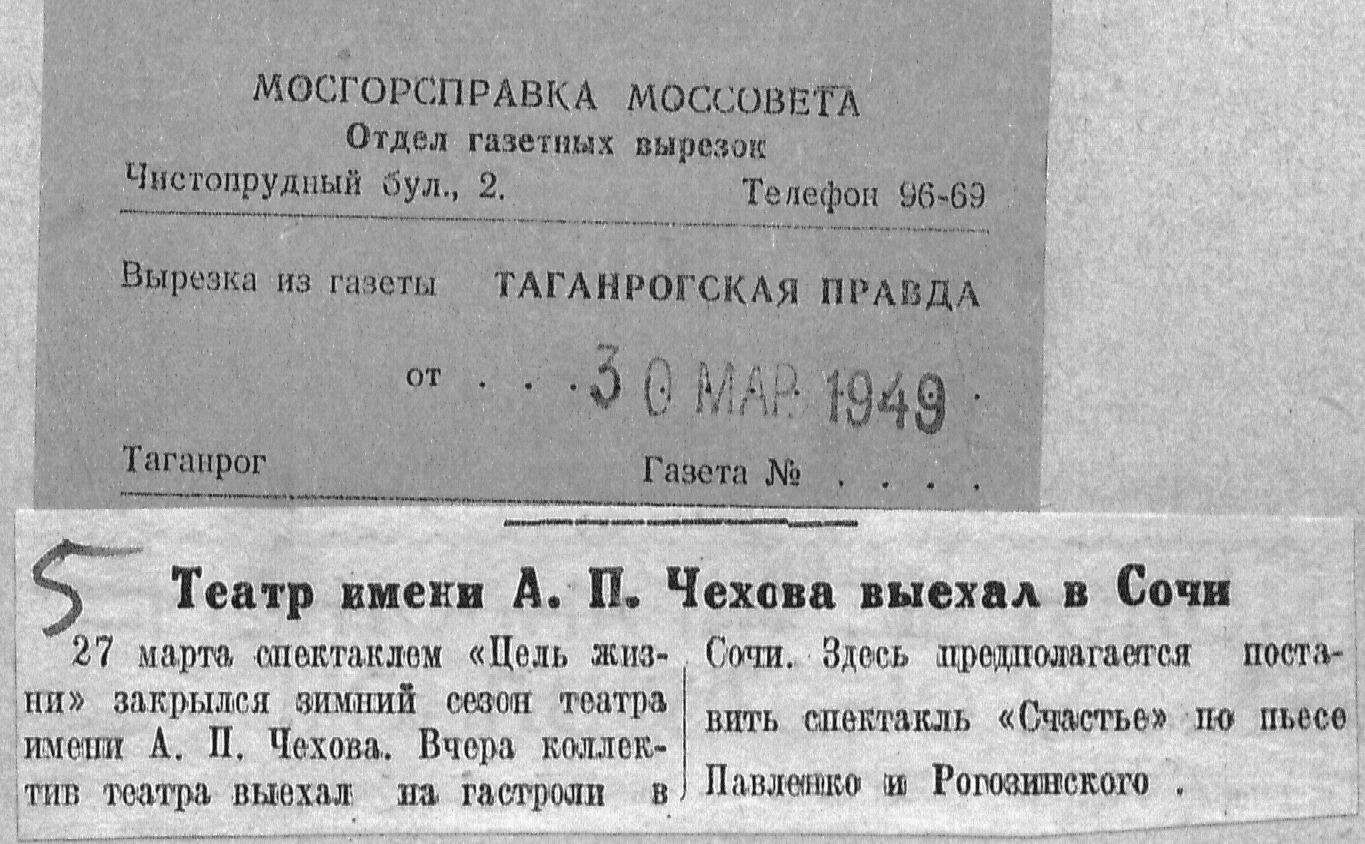 МОСГОРСПРАВКА МОССОВЕТА
Отдел газетных вырезок
Чистопрудный бул., 2. Телефон 96-69
Вырезка из газеты ТАГАНРОГСКАЯ ПРАВДА
от . . . 30 МАР 1949 .
Таганрог Газета № . . . .
5
Театр имени А. П. Чехова выехал в Сочи
27 марта спектаклем «Цель жиз-
ни» закрылся зимний сезон театра
имени А. П. Чехова. Вчера коллек-
тив театра выехал на гастроли в
Сочи. Здесь предполагается поста-
вить спектакль «Счастье» по пьесе
Павленко и Рогозинского .